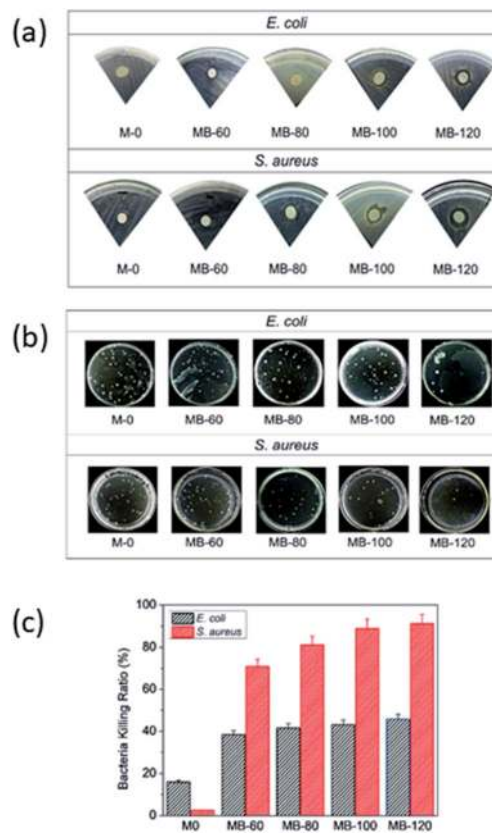 (a)
E. coli
M-0 MB-60 MB-80 MB-100 MB-120
S. aureus
M-0 MB-60 MB-80 MB-100 MB-120
(b)
E. coli
M-0 MB-60 MB-80 MB-100 MB-120
S. aureus
M-0 MB-60 MB-80 MB-100 MB-120
(c)
Bacteria Killing Ratio (%)
100
80
60
40
20
0
E. coli
S. aureus
M0 MB-60 MB-80 MB-100 MB-120